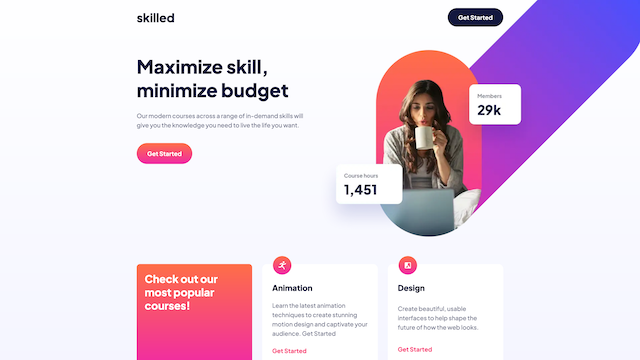 skilled
Get Started
Maximize skill,
minimize budget
Our modern courses across a range of in-demand skills will
give you the knowledge you need to live the life you want.
Get Started
Members
29k
Course hours
1,451
Check out our
most popular
courses!
Animation
Learn the latest animation
techniques to create stunning
motion design and captivate your
audience. Get Started
Get Started
Design
Create beautiful, usable
interfaces to help shape the
future of how the web looks.
Get Started